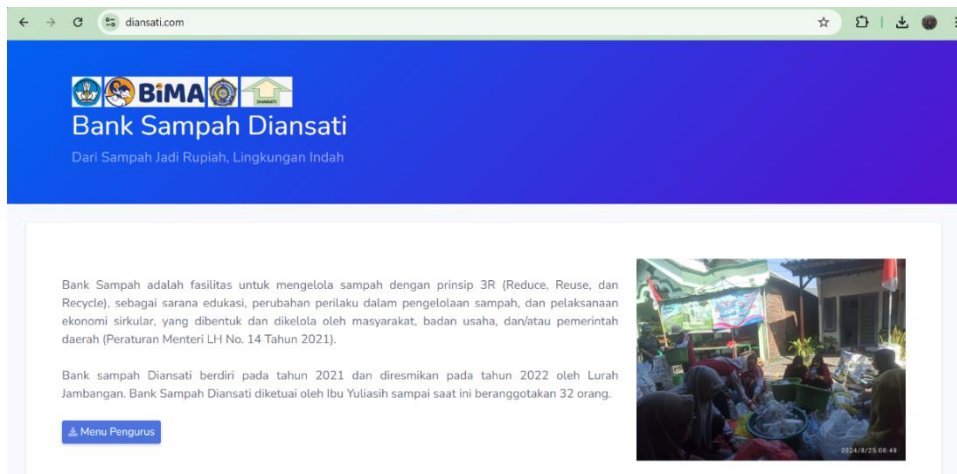 diansati.com
BiMA
DIANSATI
Bank Sampah Diansati
Dari Sampah Jadi Rupiah, Lingkungan Indah
Bank Sampah adalah fasilitas untuk mengelola sampah dengan prinsip 3R (Reduce, Reuse, dan
Recycle), sebagai sarana edukasi, perubahan perilaku dalam pengelolaan sampah, dan pelaksanaan
ekonomi sirkular, yang dibentuk dan dikelola oleh masyarakat, badan usaha, dan/atau pemerintah
daerah (Peraturan Menteri LH No. 14 Tahun 2021).
Bank sampah Diansati berdiri pada tahun 2021 dan diresmikan pada tahun 2022 oleh Lurah
Jambangan. Bank Sampah Diansati diketuai oleh Ibu Yuliasih sampai saat ini beranggotakan 32 orang.
Menu Pengurus
2024/8/25 08:48